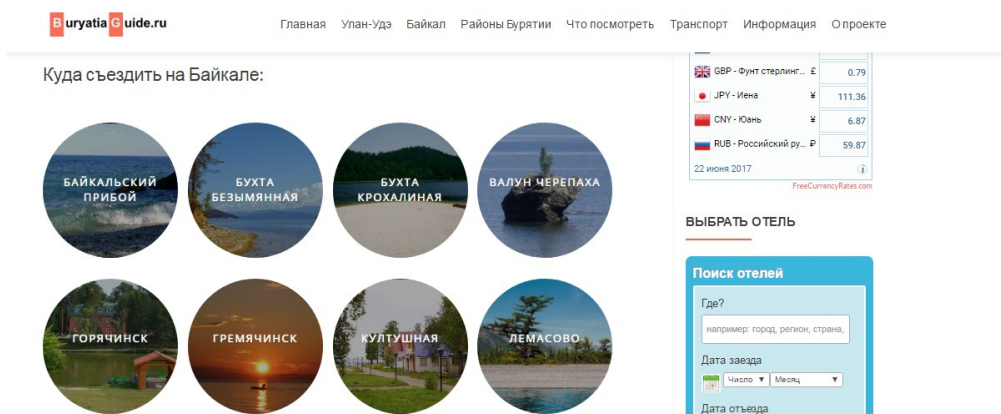 Buryatia Guide.ru
Главная Улан-Удэ Байкал Районы Бурятии Что посмотреть Транспорт Информация О проекте
Куда съездить на Байкале:
БАЙКАЛЬСКИЙ
ПРИБОЙ
БУХТА
БЕЗЫМЯННАЯ
БУХТА
КРОХАЛИНАЯ
ВАЛУН ЧЕРЕПАХА
ГОРЯЧИНСК
ГРЕМЯЧИНСК
КУЛТУШНАЯ
ЛЕМАСОВО
GBP - Фунт стерлинг... £ 0.79
JPY - Иена ¥ 111.36
CNY - Юань ¥ 6.87
RUB - Российский ру... ₽ 59.87
22 июня 2017 i
FreeCurrencyRates.com
ВЫБРАТЬ ОТЕЛЬ
Поиск отелей
Где?
например: город, регион, страна,
Дата заезда
Число ▼ Месяц ▼
Дата отъезда